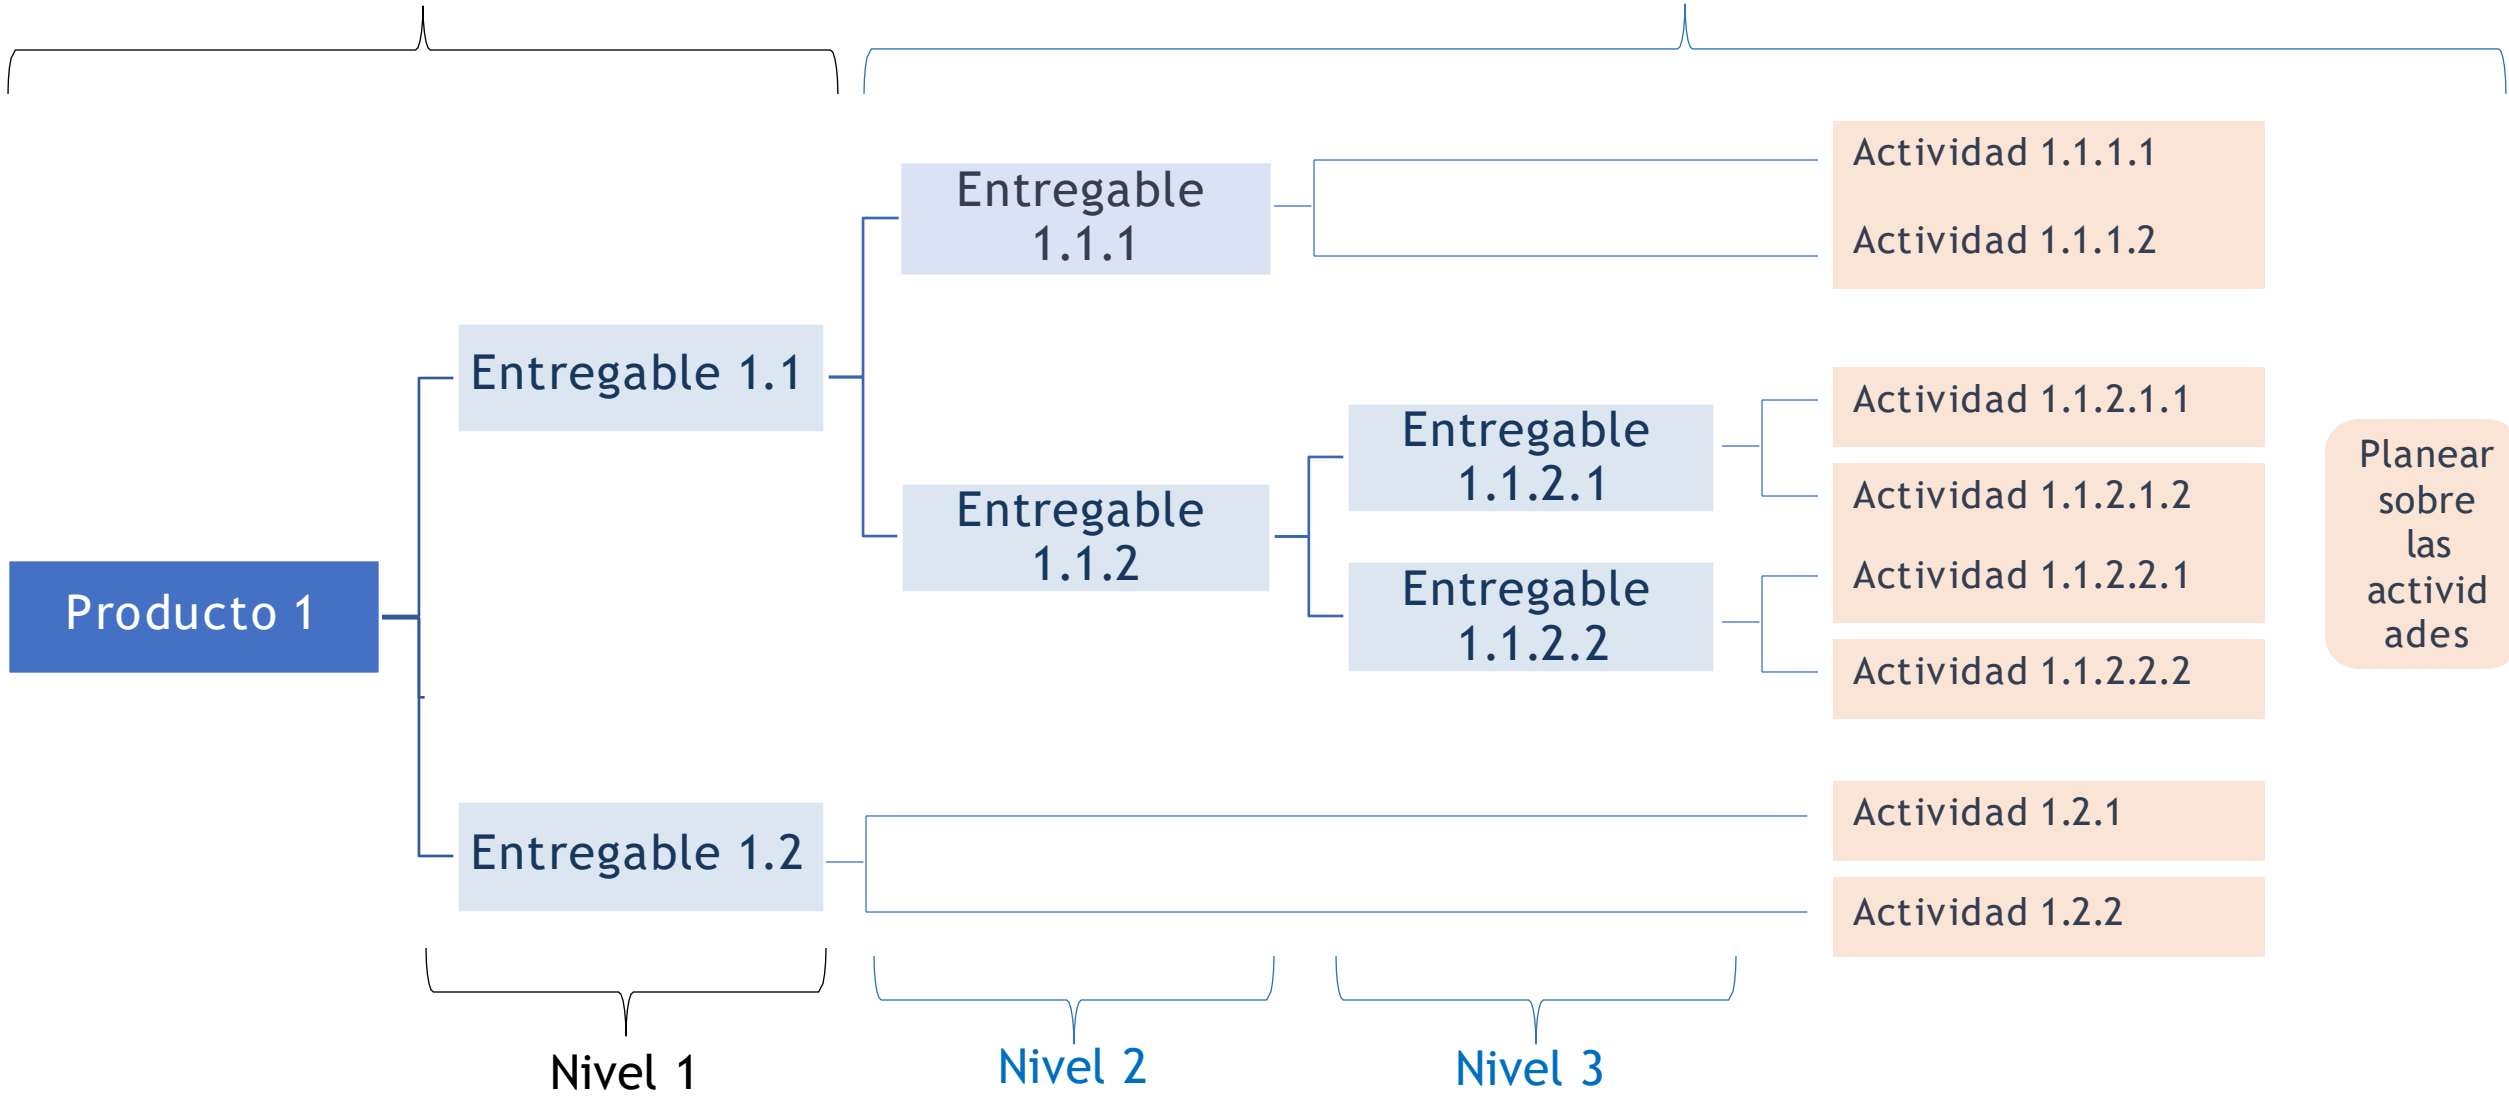 Producto 1
Entregable 1.1
Entregable 1.2
Entregable
1.1.1
Entregable
1.1.2
Entregable
1.1.2.1
Entregable
1.1.2.2
Actividad 1.1.1.1
Actividad 1.1.1.2
Actividad 1.1.2.1.1
Actividad 1.1.2.1.2
Actividad 1.1.2.2.1
Actividad 1.1.2.2.2
Actividad 1.2.1
Actividad 1.2.2
Planear
sobre
las
activid
ades
Nivel 1
Nivel 2
Nivel 3